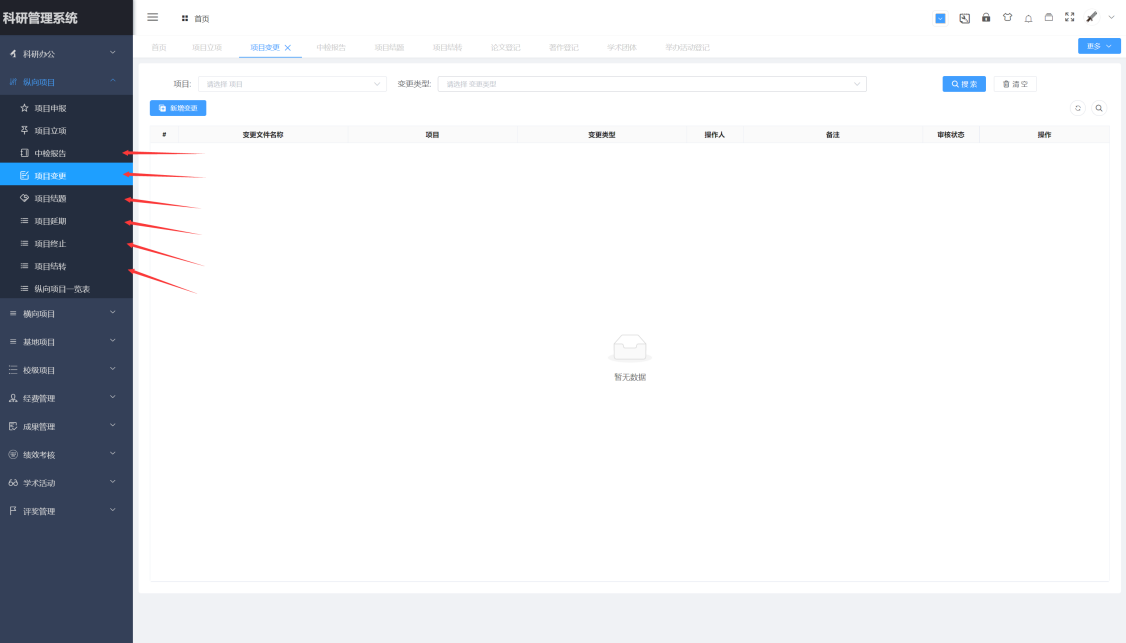 科研管理系统
首页
科研办公
纵向项目
项目申报
项目立项
中检报告
项目变更
项目结题
项目延期
项目终止
项目结转
纵向项目一览表
横向项目
基地项目
校级项目
经费管理
成果管理
绩效考核
学术活动
评奖管理
首页 项目立项 项目变更 中检报告 项目结题 项目结转 论文登记 著作登记 学术团体 举办活动登记 更多
项目: 请选择 项目 变更类型: 请选择 变更类型 搜 索 清 空
新增变更
# 变更文件名称 项目 变更类型 操作人 备注 审核状态 操作
暂无数据